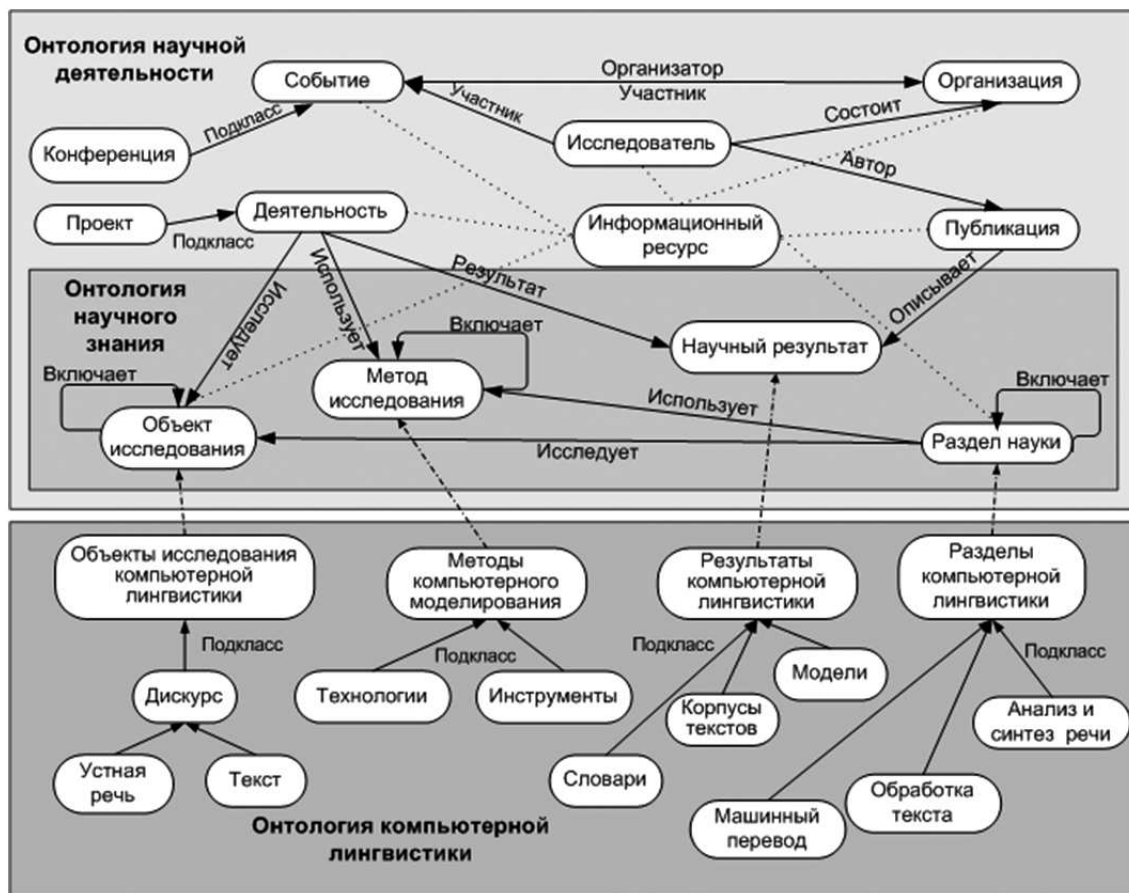 Онтология научной
деятельности
Событие
Организатор
Участник
Организация
Подкласс
Участник
Состоит
Исследователь
Конференция
Автор
Проект
Подкласс
Деятельность
Информационный
ресурс
Публикация
Исследует
Использует
Результат
Описывает
Онтология
научного
знания
Включает
Научный результат
Включает
Метод
исследования
Включает
Использует
Объект
исследования
Исследует
Раздел науки
Объекты исследования
компьютерной
лингвистики
Методы
компьютерного
моделирования
Результаты
компьютерной
лингвистики
Разделы
компьютерной
лингвистики
Подкласс
Подкласс
Подкласс
Подкласс
Дискурс
Технологии
Инструменты
Модели
Корпусы
текстов
Анализ и
синтез речи
Устная
речь
Текст
Словари
Обработка
текста
Машинный
перевод
Онтология компьютерной
лингвистики